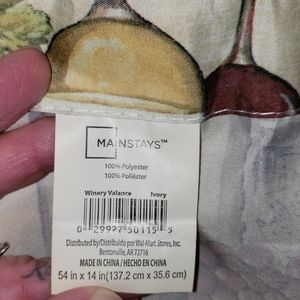 MAINSTAYS™
100% Polyester
100% Poliéster
Winery Valance Ivory
0 29927 50115 5
Distributed by/Distribuido por Wal-Mart Stores, Inc.
Bentonville, AR 72716
MADE IN CHINA / HECHO EN CHINA
54 in x 14 in (137.2 cm x 35.6 cm)